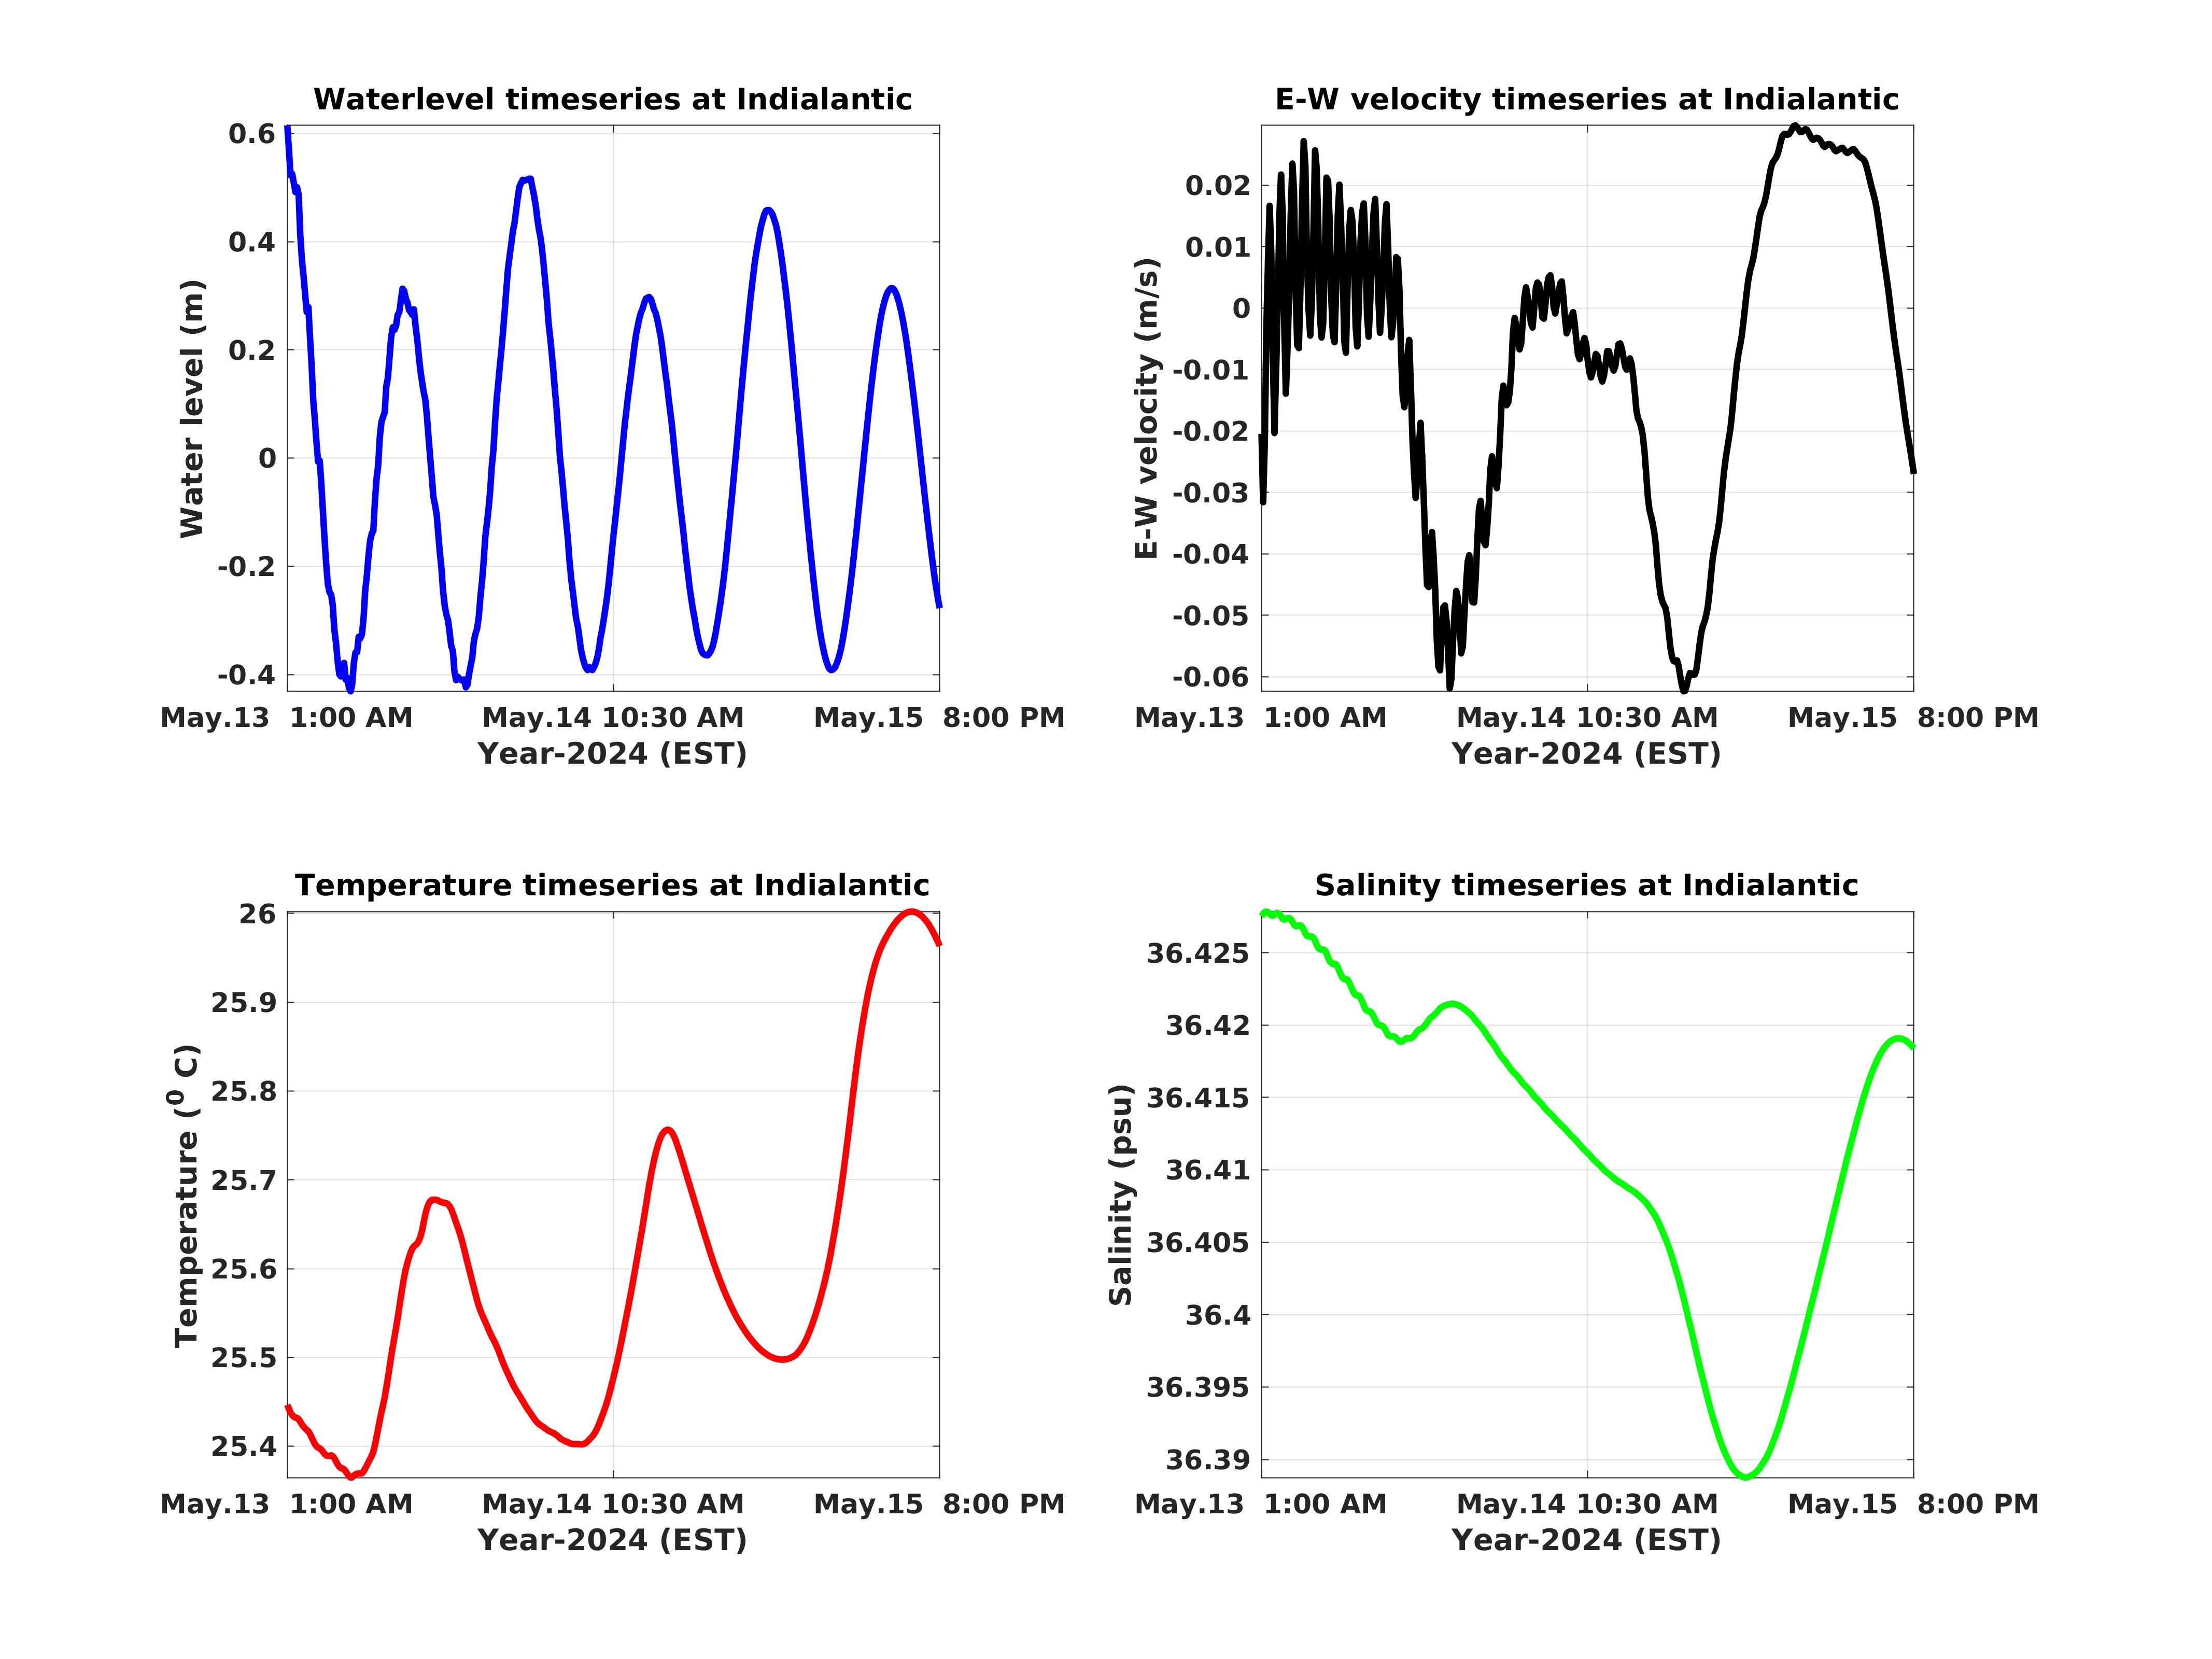 Waterlevel timeseries at Indialantic
0.6
0.4
0.2
0
-0.2
-0.4
Water level (m)
May.13 1:00 AM
May.14 10:30 AM
May.15 8:00 PM
Year-2024 (EST)
E-W velocity timeseries at Indialantic
0.02
0.01
0
-0.01
-0.02
-0.03
-0.04
-0.05
-0.06
E-W velocity (m/s)
May.13 1:00 AM
May.14 10:30 AM
May.15 8:00 PM
Year-2024 (EST)
Temperature timeseries at Indialantic
26
25.9
25.8
25.7
25.6
25.5
25.4
Temperature (⁰ C)
May.13 1:00 AM
May.14 10:30 AM
May.15 8:00 PM
Year-2024 (EST)
Salinity timeseries at Indialantic
36.425
36.42
36.415
36.41
36.405
36.4
36.395
36.39
Salinity (psu)
May.13 1:00 AM
May.14 10:30 AM
May.15 8:00 PM
Year-2024 (EST)